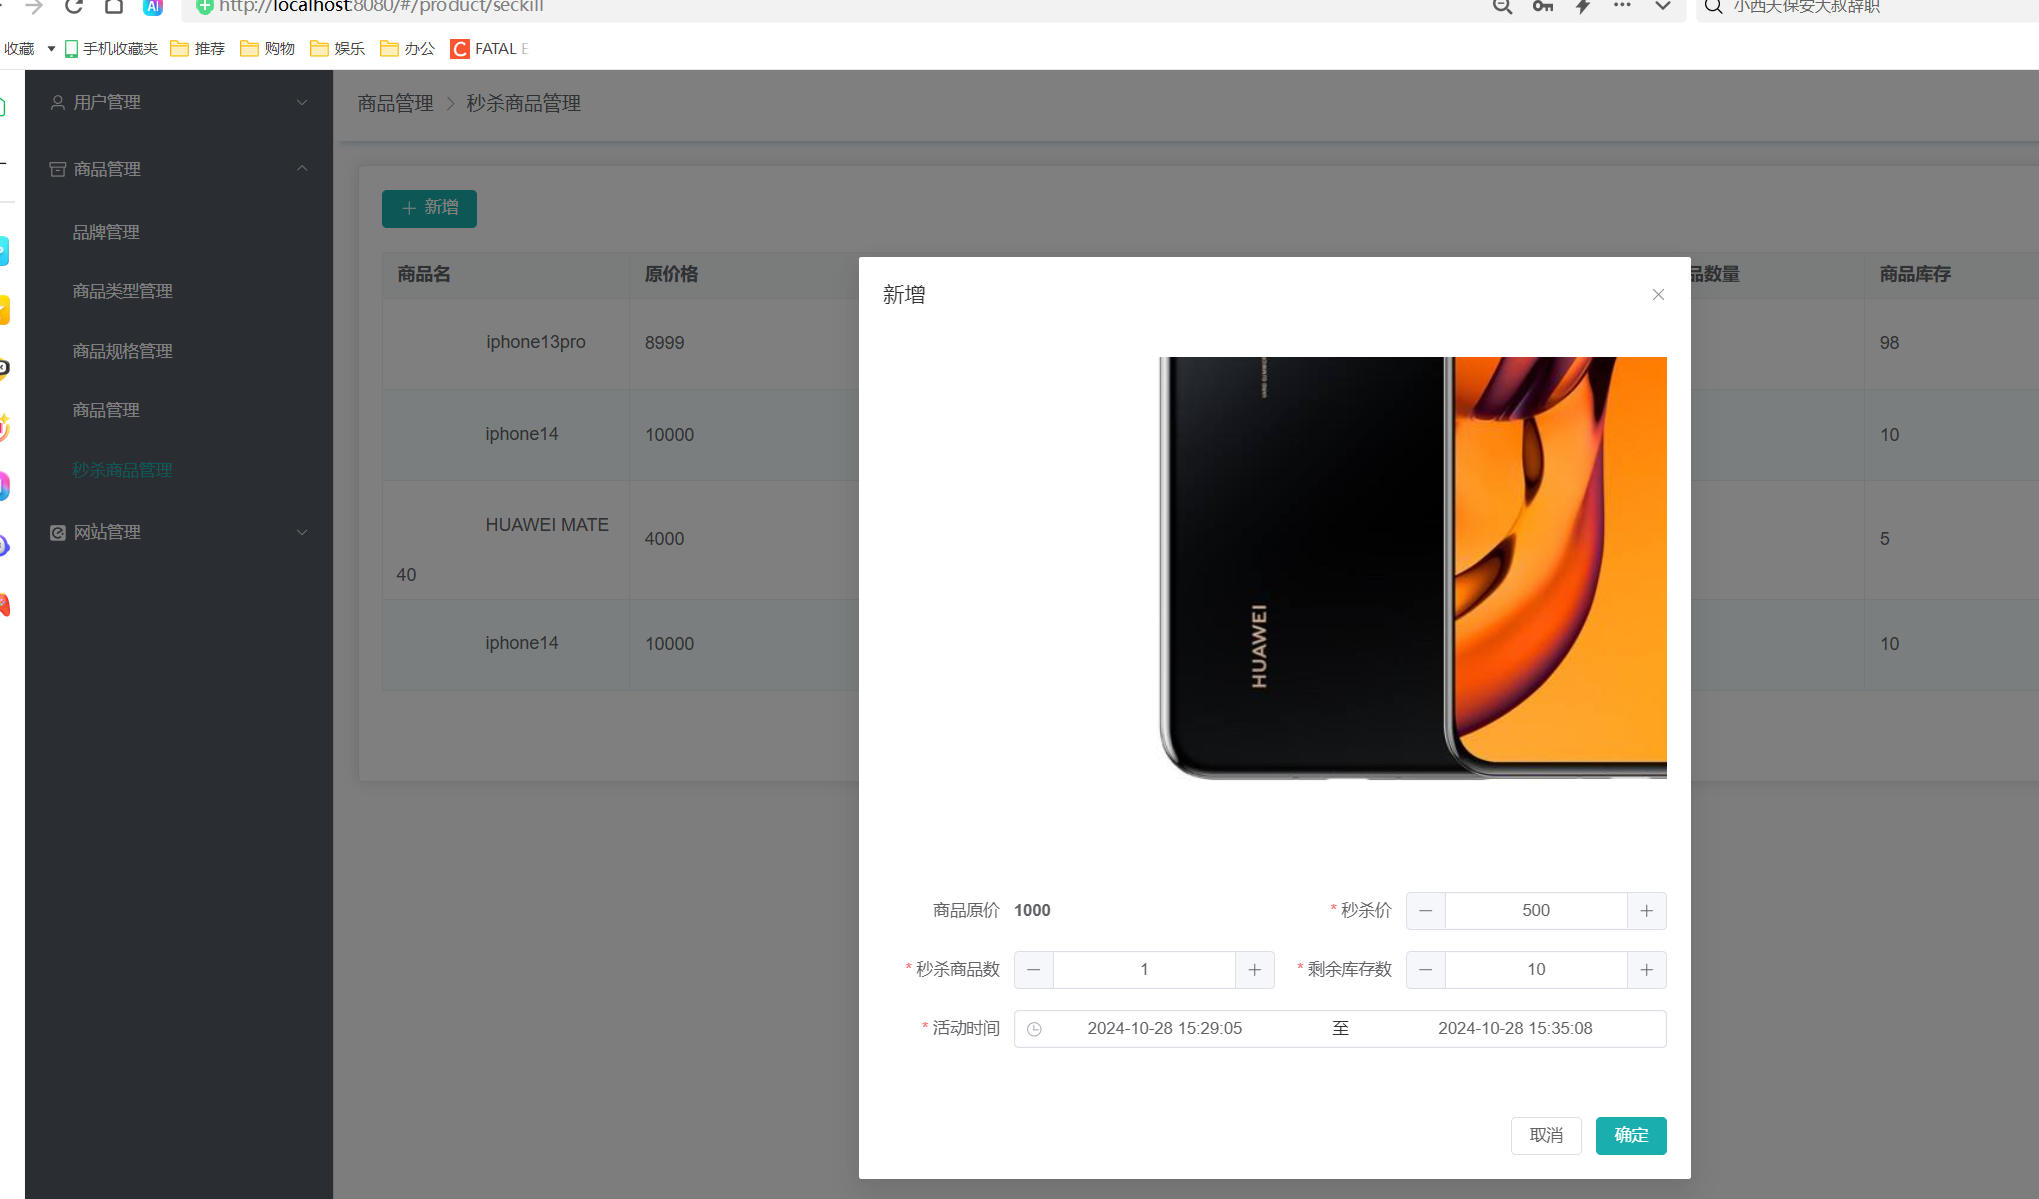 AI http://localhost:8080/#/product/seckill 小西天保安大叔辞职
收藏 手机收藏夹 推荐 购物 娱乐 办公 C FATAL E
用户管理
商品管理
品牌管理
商品类型管理
商品规格管理
商品管理
秒杀商品管理
网站管理
商品管理 > 秒杀商品管理
+ 新增
商品名 原价格 品数量 商品库存
iphone13pro 8999 98
iphone14 10000 10
HUAWEI MATE
40 4000 5
iphone14 10000 10
新增
HUAWEI
商品原价 1000 * 秒杀价 500
* 秒杀商品数 1 * 剩余库存数 10
* 活动时间 2024-10-28 15:29:05 至 2024-10-28 15:35:08
取消 确定